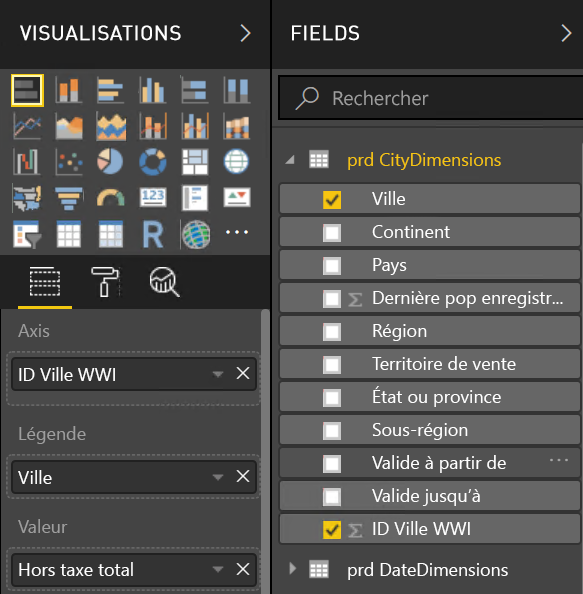 VISUALISATIONS
123
R
Axis
ID Ville WWI
Légende
Ville
Valeur
Hors taxe total
FIELDS
Rechercher
prd CityDimensions
Ville
Continent
Pays
Dernière pop enregistr...
Région
Territoire de vente
État ou province
Sous-région
Valide à partir de
Valide jusqu'à
ID Ville WWI
prd DateDimensions